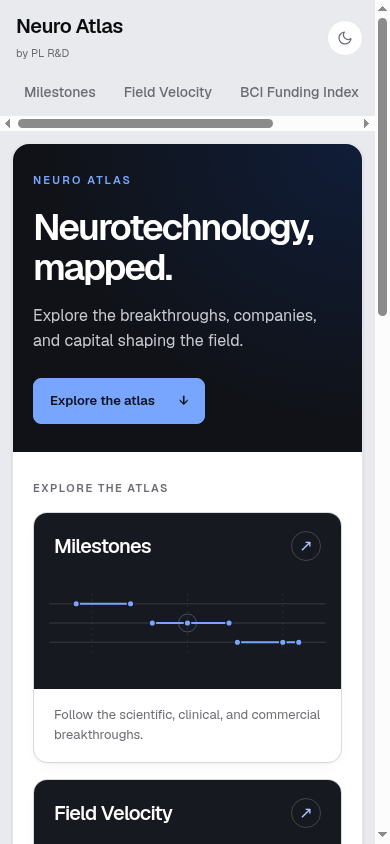 Neuro Atlas
by PL R&D
Milestones Field Velocity BCI Funding Index
NEURO ATLAS
Neurotechnology,
mapped.
Explore the breakthroughs, companies,
and capital shaping the field.
Explore the atlas ↓
EXPLORE THE ATLAS
Milestones ↗
Follow the scientific, clinical, and commercial
breakthroughs.
Field Velocity ↗